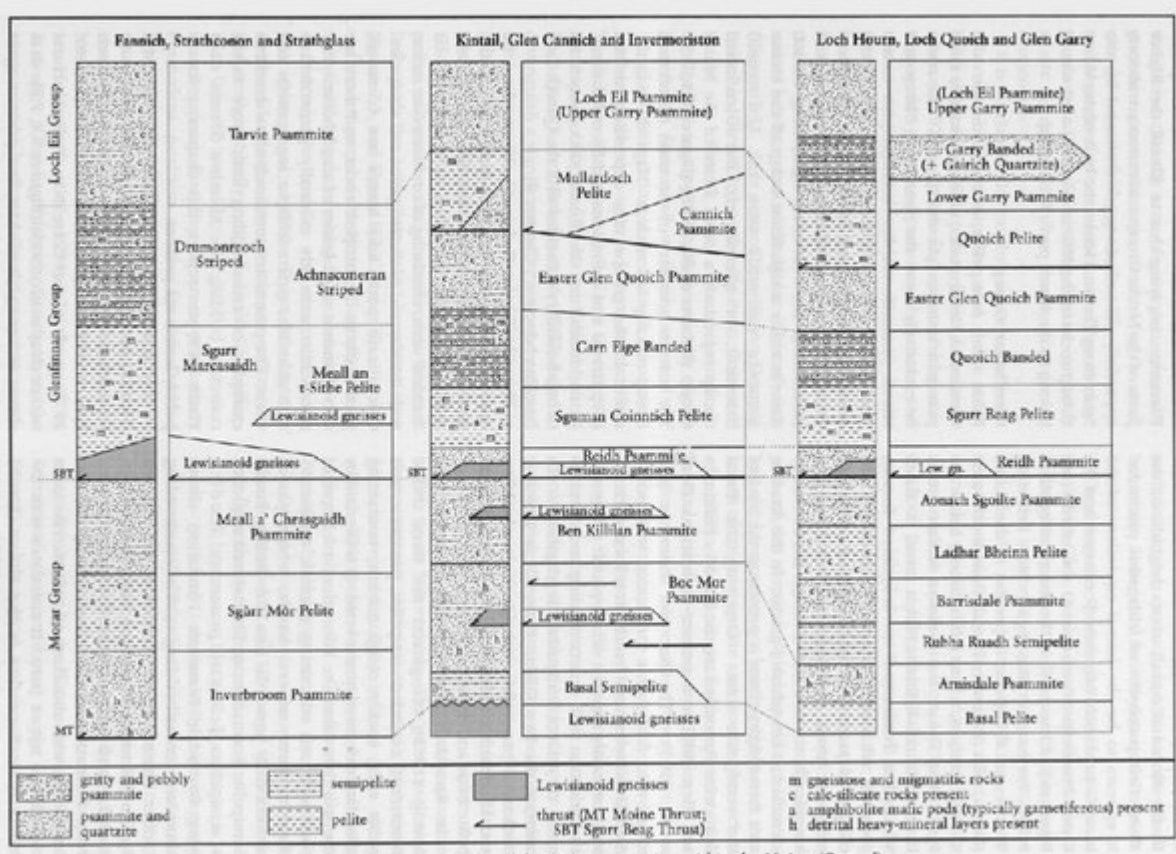 Fannich, Strathconon and Strathglass
Kintail, Glen Cannich and Invermoriston
Loch Hourn, Loch Quoich and Glen Garry
Loch Eil Group
Glenfinnan Group
Morar Group
SBT
MT
Tarvie Psammite
Drumonreoch
Striped
Achnaconeran
Striped
Sgurr
Marcasaidh
Meall an
t-Sithe Pelite
Lewisianoid gneisses
Lewisianoid gneisses
Meall a' Chrasgaidh
Psammite
Sgùrr Mór Pelite
Inverbroom Psammite
SBT
Loch Eil Psammite
(Upper Garry Psammite)
Mullardoch
Pelite
Cannich
Psammite
Easter Glen Quoich Psammite
Carn Eige Banded
Sguman Coinntich Pelite
Reidh Psammite
Lewisianoid gneisses
Lewisianoid gneisses
Ben Killilan Psammite
Boc Mor
Psammite
Lewisianoid gneisses
Basal Semipelite
Lewisianoid gneisses
SBT
(Loch Eil Psammite)
Upper Garry Psammite
Garry Banded
(+ Gairich Quartzite)
Lower Garry Psammite
Quoich Pelite
Easter Glen Quoich Psammite
Quoich Banded
Sgurr Beag Pelite
Lew. gn.
Reidh Psammite
Aonach Sgoilte Psammite
Ladhar Bheinn Pelite
Barrisdale Psammite
Rubha Ruadh Semipelite
Arnisdale Psammite
Basal Pelite
gritty and pebbly
psammite
psammite and
quartzite
semipelite
pelite
Lewisianoid gneisses
thrust (MT Moine Thrust;
SBT Sgurr Beag Thrust)
m gneissose and migmatitic rocks
c calc-silicate rocks present
a amphibolite mafic pods (typically garnetiferous) present
h detrital heavy-mineral layers present